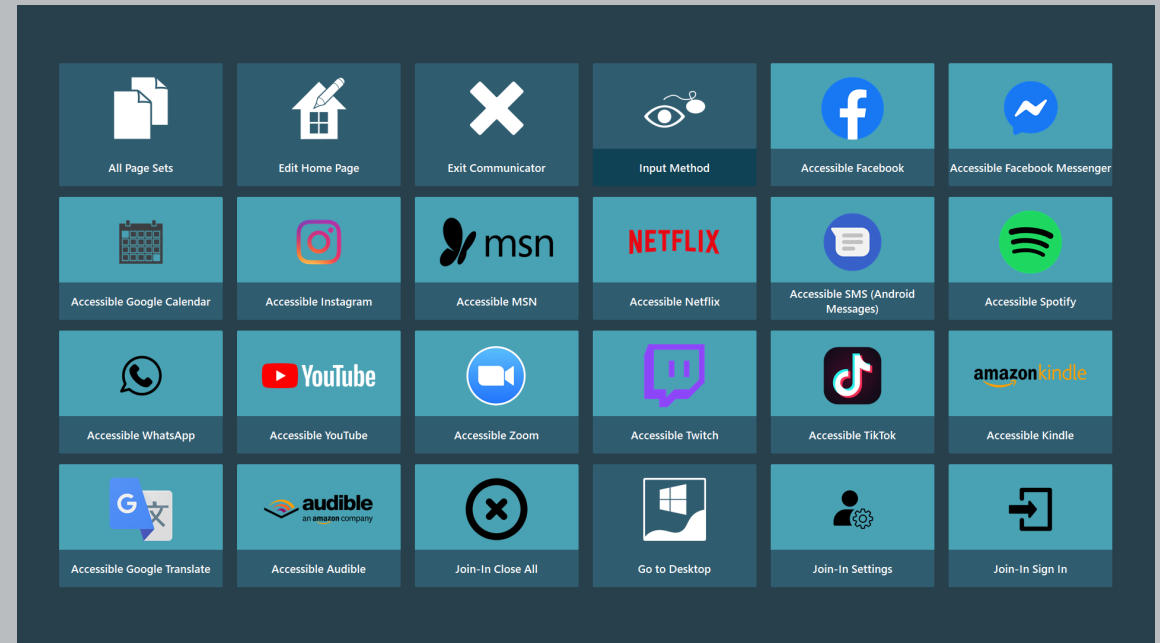 All Page Sets
Edit Home Page
Exit Communicator
Input Method
Accessible Facebook
Accessible Facebook Messenger
msn
NETFLIX
Accessible Google Calendar
Accessible Instagram
Accessible MSN
Accessible Netflix
Accessible SMS (Android
Messages)
Accessible Spotify
YouTube
amazonkindle
Accessible WhatsApp
Accessible YouTube
Accessible Zoom
Accessible Twitch
Accessible TikTok
Accessible Kindle
G 文
audible
an amazon company
Accessible Google Translate
Accessible Audible
Join-In Close All
Go to Desktop
Join-In Settings
Join-In Sign In